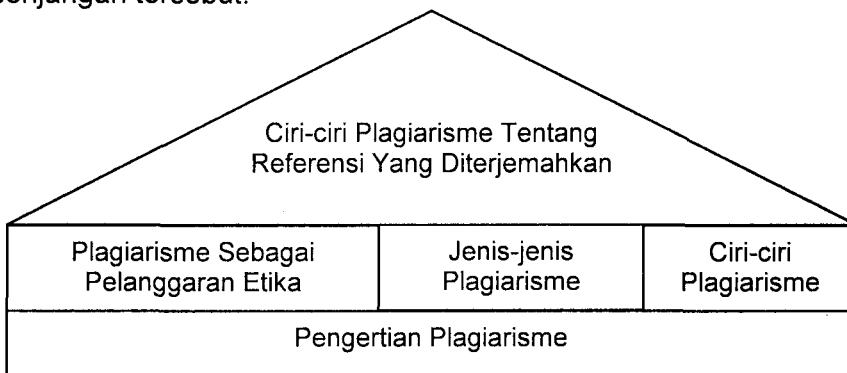 tersebut.
Ciri-ciri Plagiarisme Tentang
Referensi Yang Diterjemahkan
Plagiarisme Sebagai
Pelanggaran Etika
Jenis-jenis
Plagiarisme
Ciri-ciri
Plagiarisme
Pengertian Plagiarisme